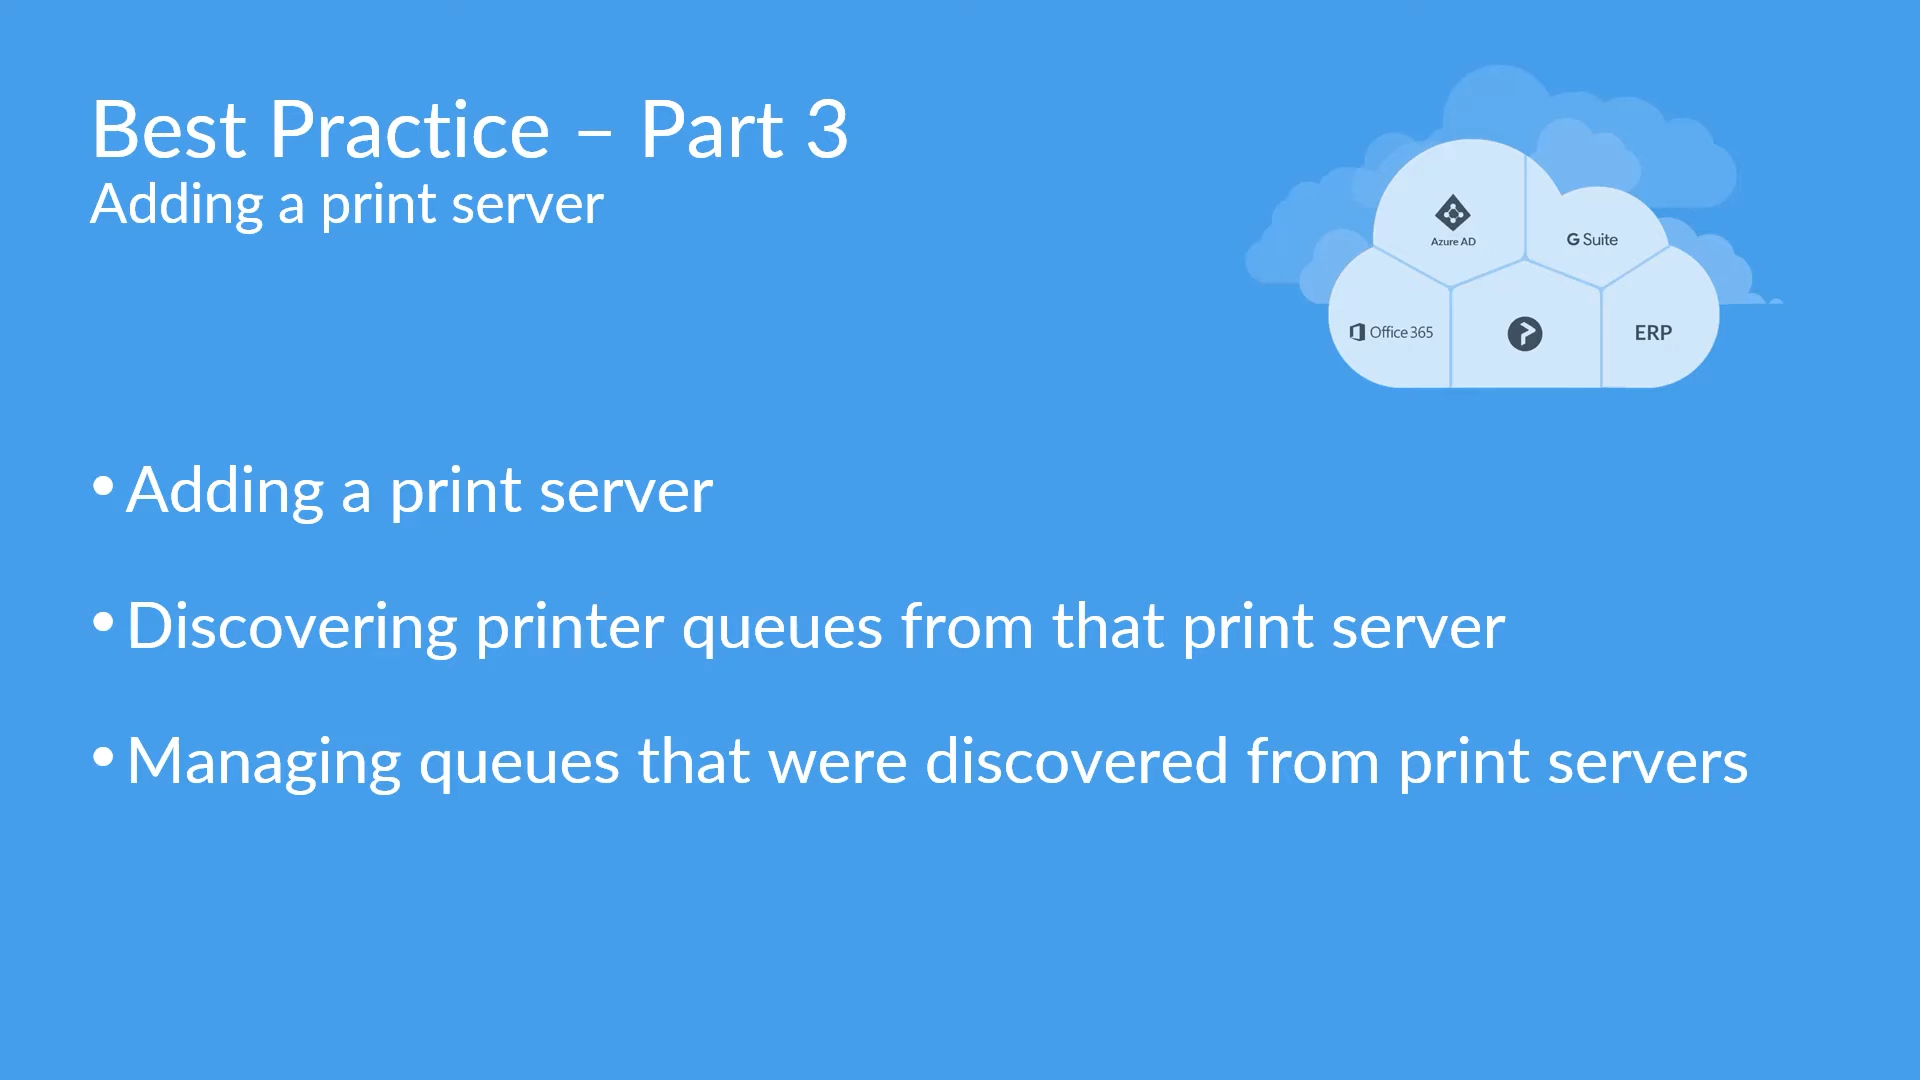 Best Practice – Part 3
Adding a print server
Azure AD
G Suite
Office 365
ERP
• Adding a print server
• Discovering printer queues from that print server
• Managing queues that were discovered from print servers